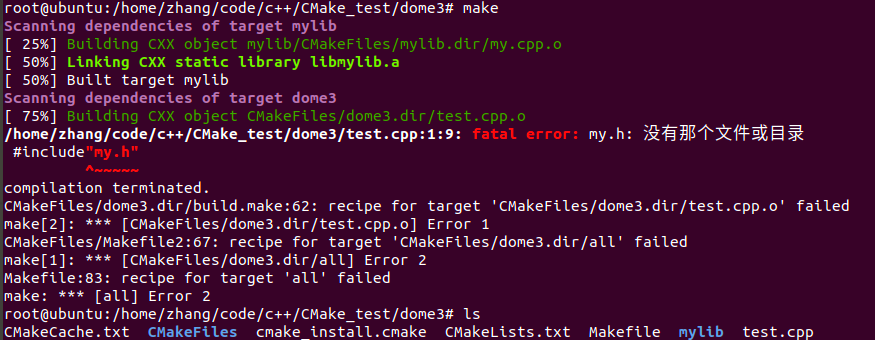 root@ubuntu:/home/zhang/code/c++/CMake_test/dome3# make
Scanning dependencies of target mylib
[ 25%] Building CXX object mylib/CMakeFiles/mylib.dir/my.cpp.o
[ 50%] Linking CXX static library libmylib.a
[ 50%] Built target mylib
Scanning dependencies of target dome3
[ 75%] Building CXX object CMakeFiles/dome3.dir/test.cpp.o
/home/zhang/code/c++/CMake_test/dome3/test.cpp:1:9: fatal error: my.h: 没有那个文件或目录
 #include"my.h"
         ^~~~~~
compilation terminated.
CMakeFiles/dome3.dir/build.make:62: recipe for target 'CMakeFiles/dome3.dir/test.cpp.o' failed
make[2]: *** [CMakeFiles/dome3.dir/test.cpp.o] Error 1
CMakeFiles/Makefile2:67: recipe for target 'CMakeFiles/dome3.dir/all' failed
make[1]: *** [CMakeFiles/dome3.dir/all] Error 2
Makefile:83: recipe for target 'all' failed
make: *** [all] Error 2
root@ubuntu:/home/zhang/code/c++/CMake_test/dome3# ls
CMakeCache.txt  CMakeFiles  cmake_install.cmake  CMakeLists.txt  Makefile  mylib  test.cpp